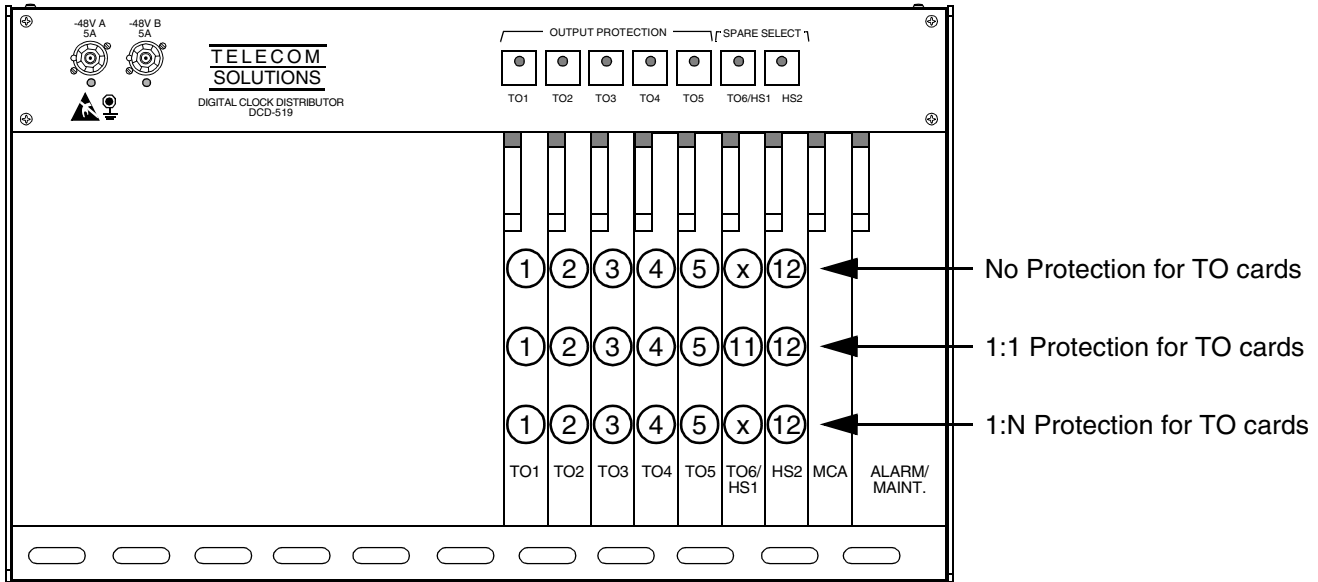 -48V A
5A
-48V B
5A
TELECOM
SOLUTIONS
DIGITAL CLOCK DISTRIBUTOR
DCD-519
OUTPUT PROTECTION
SPARE SELECT
TO1 TO2 TO3 TO4 TO5 TO6/HS1 HS2
1 2 3 4 5 x 12 No Protection for TO cards
1 2 3 4 5 11 12 1:1 Protection for TO cards
1 2 3 4 5 x 12 1:N Protection for TO cards
TO1 TO2 TO3 TO4 TO5 TO6/
HS1 HS2 MCA ALARM/
MAINT.